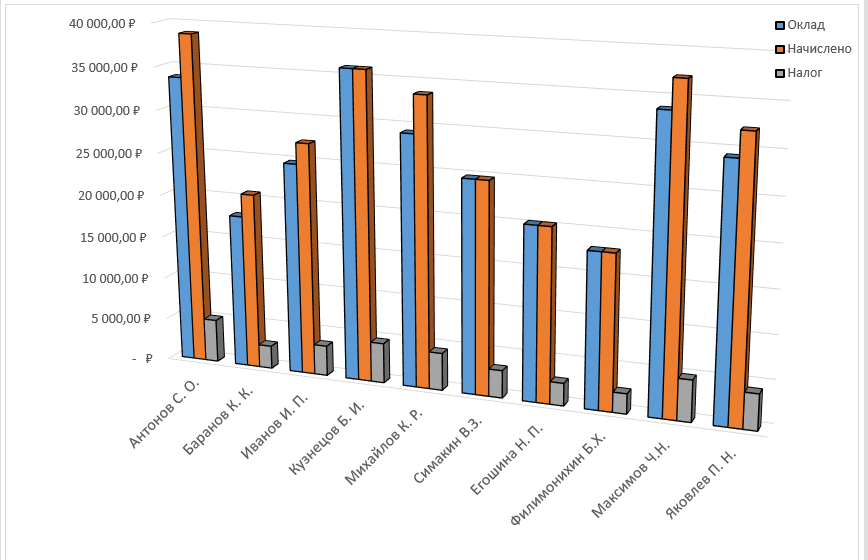 40 000,00 ₽
35 000,00 ₽
30 000,00 ₽
25 000,00 ₽
20 000,00 ₽
15 000,00 ₽
10 000,00 ₽
5 000,00 ₽
- ₽
Оклад
Начислено
Налог
Антонов С. О.
Баранов К. К.
Иванов И. П.
Кузнецов Б. И.
Михайлов К. Р.
Симакин В.З.
Егошина Н. П.
Филимонихин Б.Х.
Максимов Ч.Н.
Яковлев П. Н.